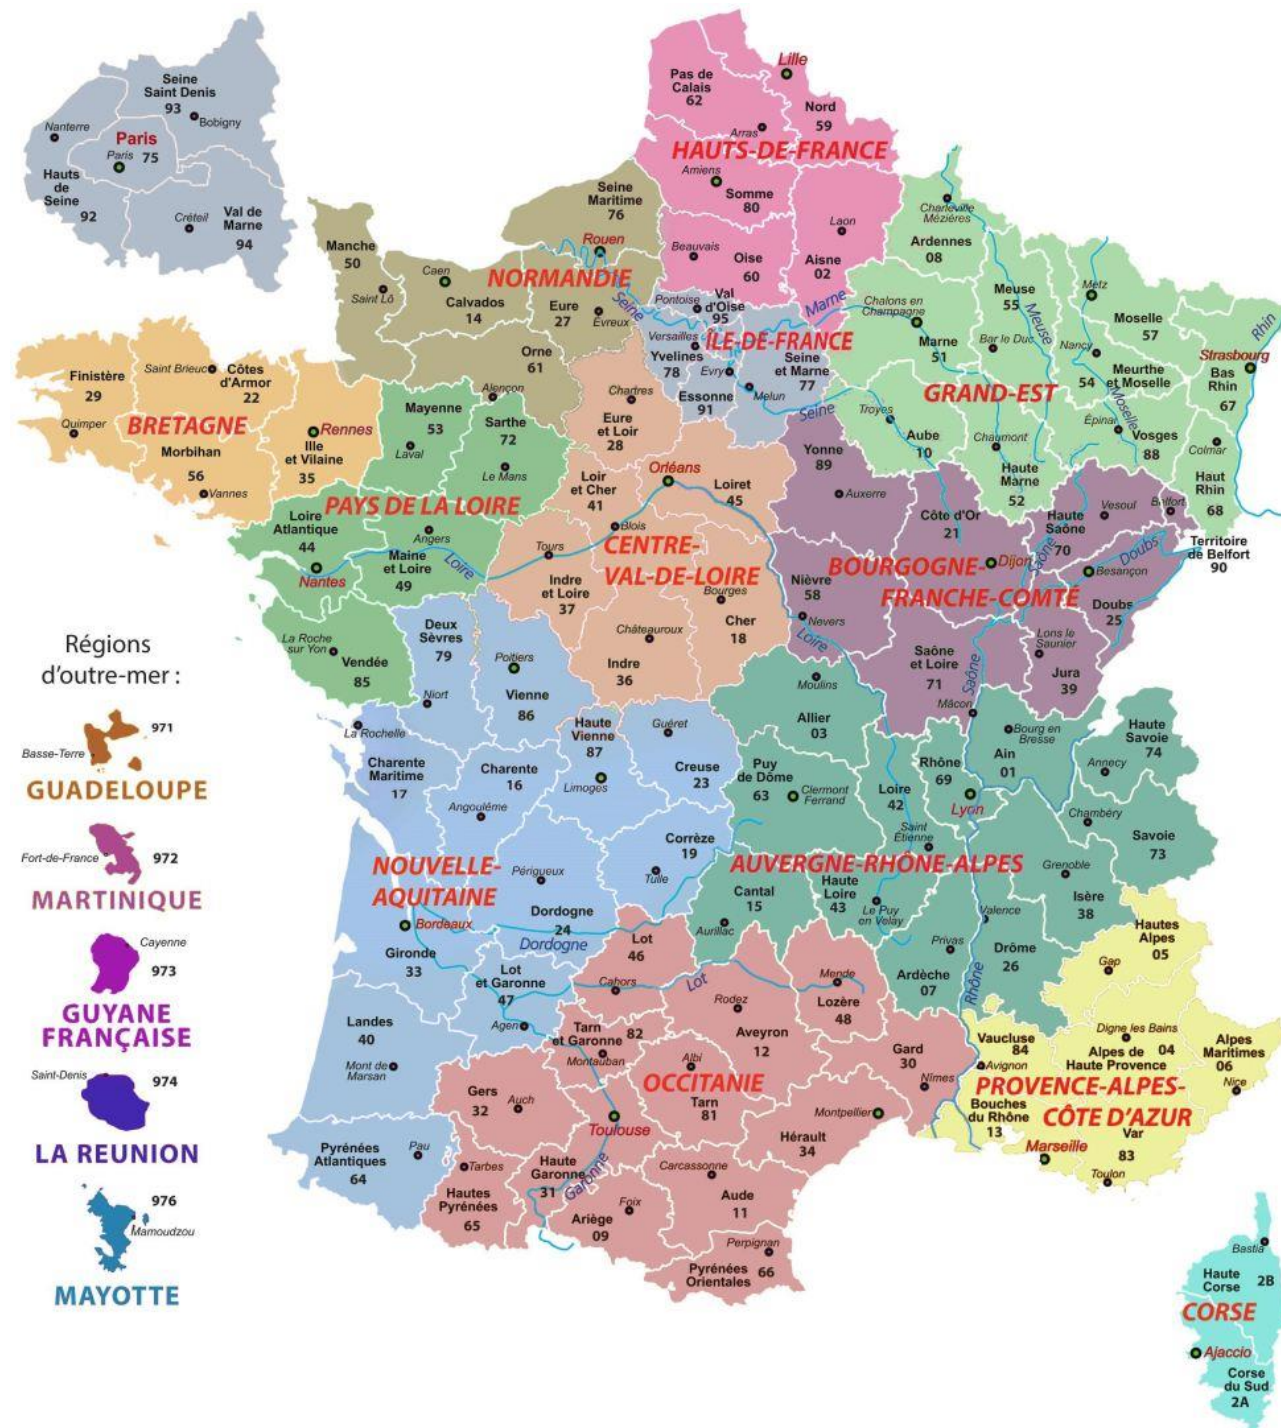 Seine
Saint Denis
93
Bobigny
Nanterre
Paris
Paris
75
Hauts
de
Seine
92
Créteil
Val de
Marne
94
Lille
Pas de
Calais
62
Nord
59
Arras
HAUTS-DE-FRANCE
Amiens
Somme
80
Laon
Beauvais
Oise
60
Aisne
02
Seine
Maritime
76
Rouen
Manche
50
Caen
NORMANDIE
Saint Lô
Calvados
14
Eure
27
Évreux
Seine
Orne
61
Alençon
Pontoise
Val
d'Oise
95
Marne
Versailles
ÎLE-DE-FRANCE
Yvelines
78
Seine
et Marne
77
Evry
Essonne
91
Melun
Seine
Charleville
Mézières
Ardennes
08
Meuse
55
Meuse
Metz
Moselle
57
Chalons en
Champagne
Marne
51
Bar le Duc
Nancy
54
Meurthe
et Moselle
Rhin
Strasbourg
Bas
Rhin
67
GRAND-EST
Moselle
Troyes
Aube
10
Chaumont
Haute
Marne
52
Épinal
Vosges
88
Colmar
Haut
Rhin
68
Finistère
29
Saint Brieuc
Côtes
d'Armor
22
Quimper
BRETAGNE
Rennes
Morbihan
56
Ille
et Vilaine
35
Vannes
Mayenne
53
Laval
Sarthe
72
Le Mans
PAYS DE LA LOIRE
Loire
Atlantique
44
Angers
Maine
et Loire
49
Loire
Nantes
La Roche
sur Yon
Vendée
85
Chartres
Eure
et Loir
28
Loir
et Cher
41
Orléans
Loiret
45
Blois
Tours
CENTRE-
VAL-DE-LOIRE
Indre
et Loire
37
Bourges
Cher
18
Châteauroux
Indre
36
Yonne
89
Auxerre
Côte d'Or
21
Dijon
Haute
Saône
70
Vesoul
Belfort
Territoire
de Belfort
90
Saône
Doubs
Besançon
BOURGOGNE-
FRANCHE-COMTÉ
Nièvre
58
Nevers
Loire
Doubs
25
Lons le
Saunier
Saône
et Loire
71
Saône
Jura
39
Mâcon
Deux
Sèvres
79
Poitiers
Vienne
86
Niort
La Rochelle
Haute
Vienne
87
Guéret
Creuse
23
Charente
Maritime
17
Charente
16
Limoges
Angoulême
Corrèze
19
Tulle
NOUVELLE-
AQUITAINE
Périgueux
Bordeaux
Dordogne
24
Dordogne
Gironde
33
Lot
et Garonne
47
Agen
Landes
40
Mont de
Marsan
Pyrénées
Atlantiques
64
Pau
Moulins
Allier
03
Puy
de Dôme
63
Clermont
Ferrand
Loire
42
Saint
Étienne
Rhône
69
Lyon
Bourg en
Bresse
Ain
01
Haute
Savoie
74
Annecy
Chambéry
Savoie
73
AUVERGNE-RHÔNE-ALPES
Grenoble
Isère
38
Cantal
15
Aurillac
Haute
Loire
43
Le Puy
en Velay
Valence
Privas
Ardèche
07
Drôme
26
Rhône
Lot
46
Cahors
Lot
Mende
Lozère
48
Rodez
Aveyron
12
Tarn
et Garonne
82
Montauban
Albi
Tarn
81
OCCITANIE
Gard
30
Nîmes
Gers
32
Auch
Toulouse
Montpellier
Hérault
34
Tarbes
Hautes
Pyrénées
65
Haute
Garonne
31
Garonne
Carcassonne
Aude
11
Foix
Ariège
09
Perpignan
Pyrénées
Orientales
66
Hautes
Alpes
05
Gap
Vaucluse
84
Avignon
Digne les Bains
Alpes de
Haute Provence
04
Alpes
Maritimes
06
Nice
PROVENCE-ALPES-
CÔTE D'AZUR
Bouches
du Rhône
13
Marseille
Var
83
Toulon
Bastia
Haute
Corse
2B
CORSE
Ajaccio
Corse
du Sud
2A
Régions
d'outre-mer :
971
Basse-Terre
GUADELOUPE
Fort-de-France
972
MARTINIQUE
Cayenne
973
GUYANE
FRANÇAISE
Saint-Denis
974
LA REUNION
976
Mamoudzou
MAYOTTE